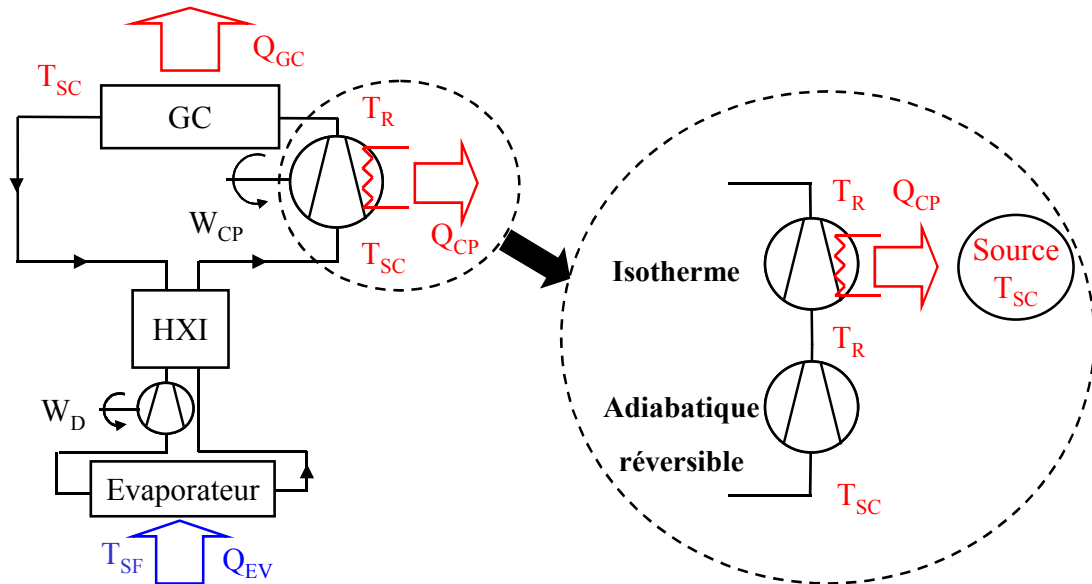 Q_GC
T_SC
GC
T_R
W_CP
Q_CP
T_SC
HXI
W_D
Evaporateur
T_SF
Q_EV
T_R
Q_CP
Isotherme
Source
T_SC
T_R
Adiabatique
réversible
T_SC